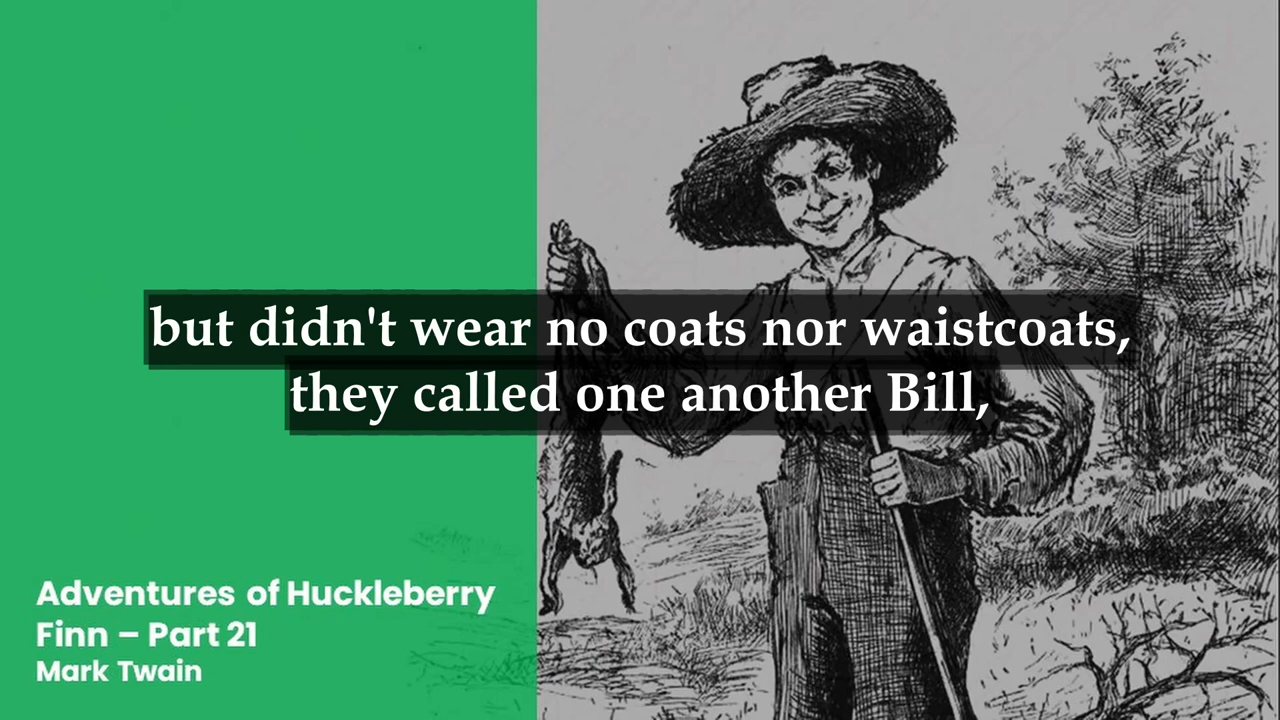 but didn't wear no coats nor waistcoats,
they called one another Bill,
Adventures of Huckleberry
Finn – Part 21
Mark Twain